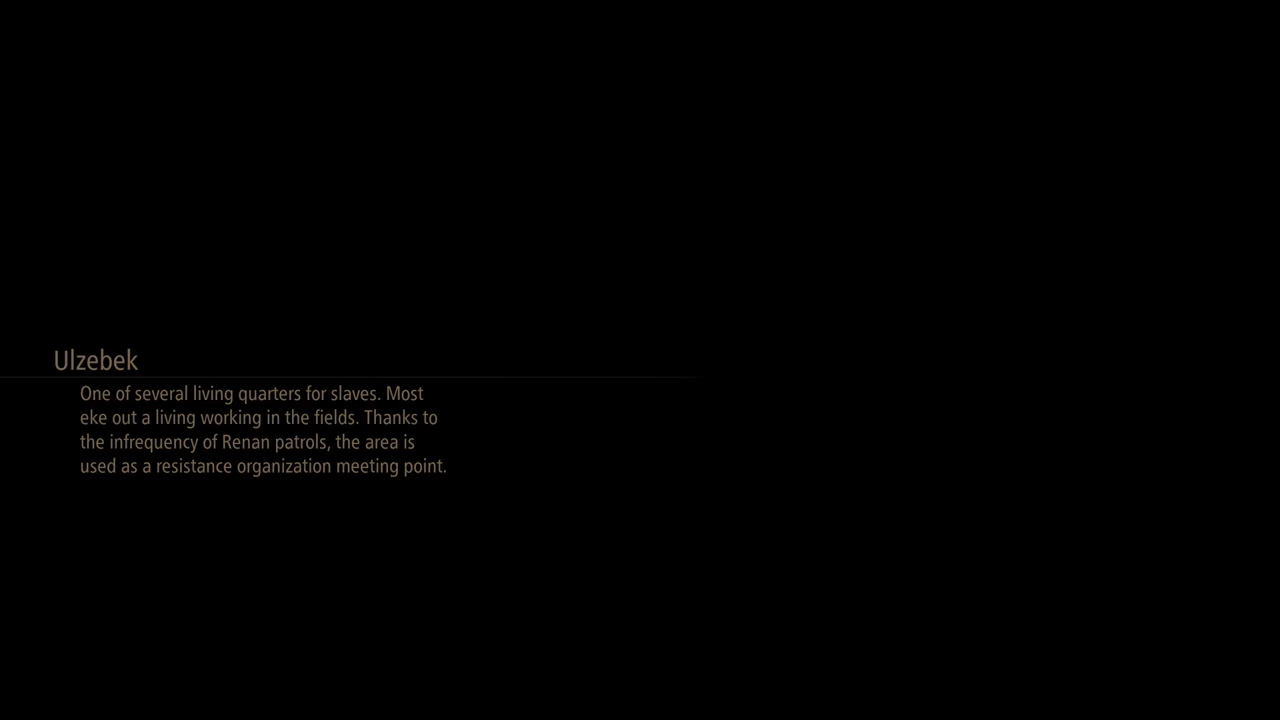 Ulzebek
One of several living quarters for slaves. Most
eke out a living working in the fields. Thanks to
the infrequency of Renan patrols, the area is
used as a resistance organization meeting point.